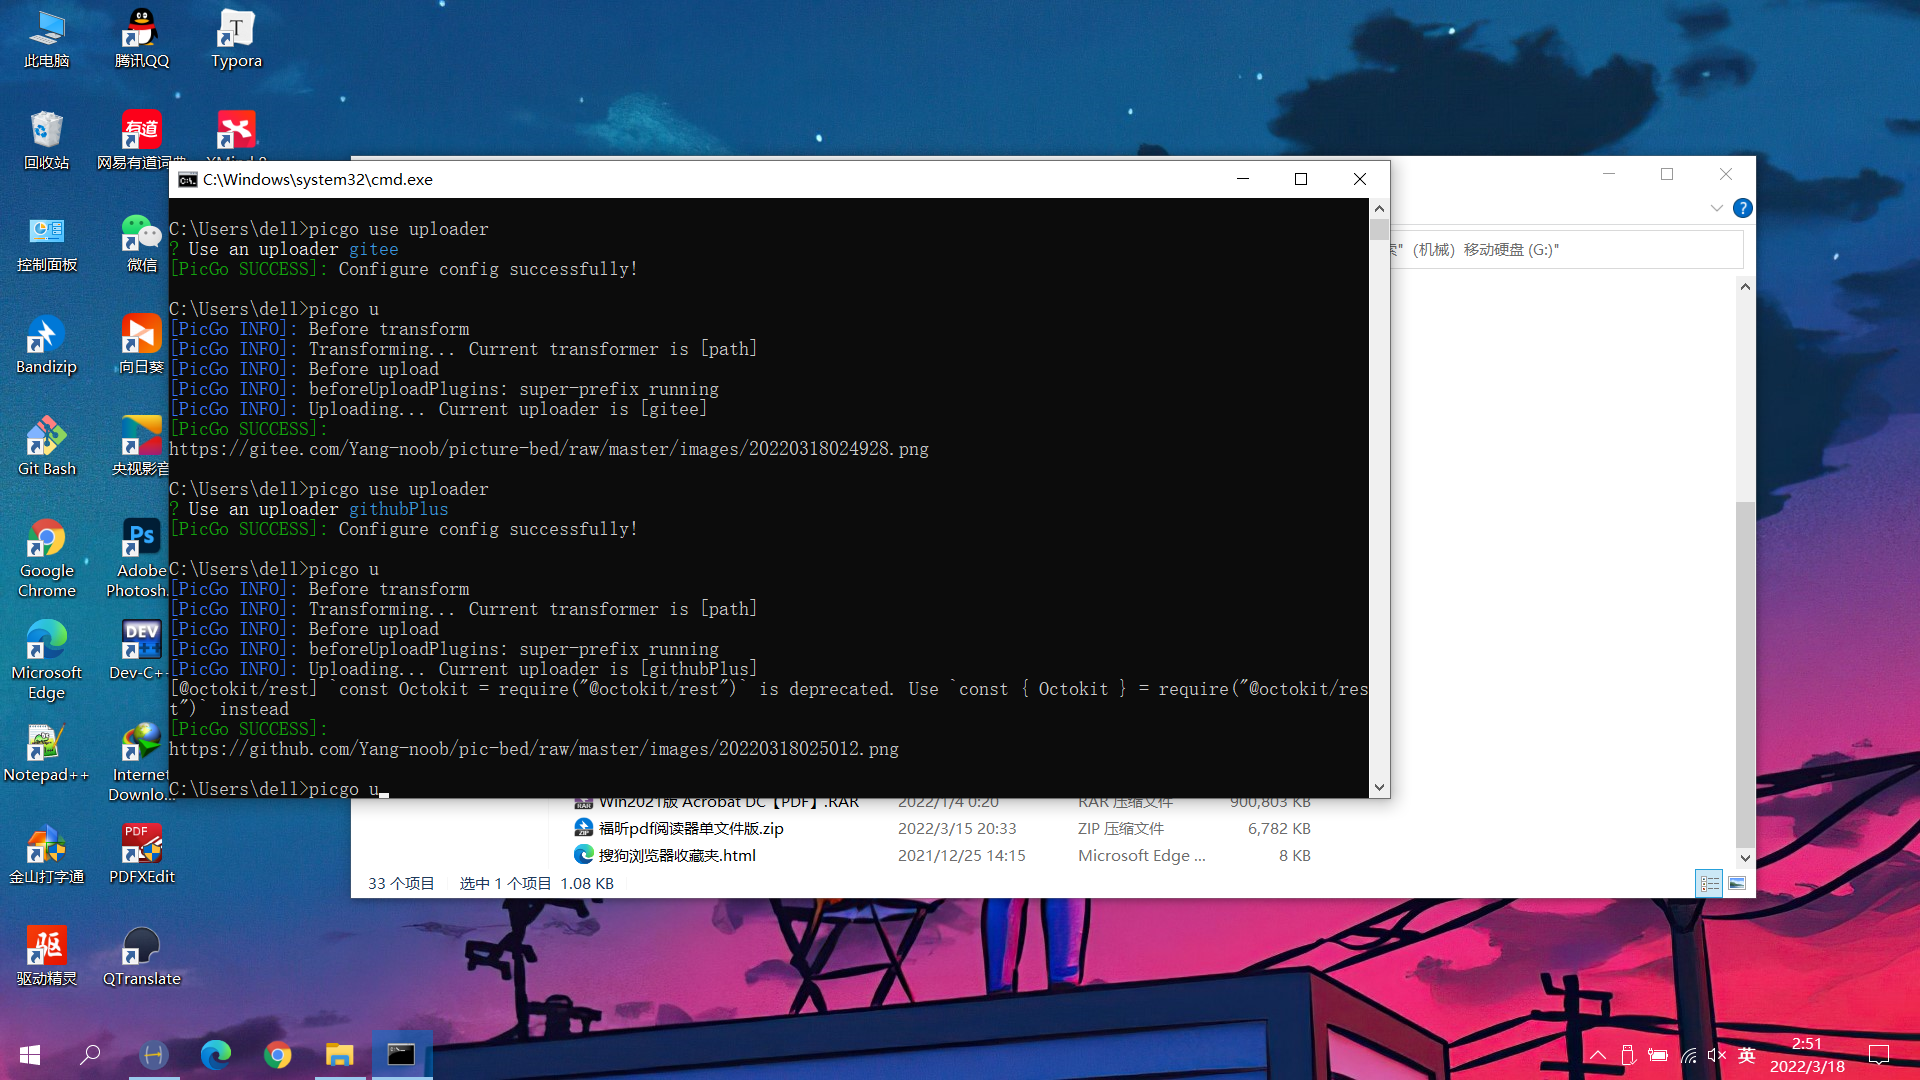 此电脑
腾讯QQ
Typora
回收站
网易有道词典
控制面板
微信
Bandizip
向日葵
Git Bash
央视影音
Google
Chrome
Adobe
Photosh...
Microsoft
Edge
Dev-C+
Notepad++
Internet
Downlo...
金山打字通
PDFXEdit
驱动精灵
QTranslate
C:\Windows\system32\cmd.exe
C:\Users\dell>picgo use uploader
? Use an uploader gitee
[PicGo SUCCESS]: Configure config successfully!
C:\Users\dell>picgo u
[PicGo INFO]: Before transform
[PicGo INFO]: Transforming... Current transformer is [path]
[PicGo INFO]: Before upload
[PicGo INFO]: beforeUploadPlugins: super-prefix running
[PicGo INFO]: Uploading... Current uploader is [gitee]
[PicGo SUCCESS]:
https://gitee.com/Yang-noob/picture-bed/raw/master/images/20220318024928.png
C:\Users\dell>picgo use uploader
? Use an uploader githubPlus
[PicGo SUCCESS]: Configure config successfully!
C:\Users\dell>picgo u
[PicGo INFO]: Before transform
[PicGo INFO]: Transforming... Current transformer is [path]
[PicGo INFO]: Before upload
[PicGo INFO]: beforeUploadPlugins: super-prefix running
[PicGo INFO]: Uploading... Current uploader is [githubPlus]
[@octokit/rest] `const Octokit = require("@octokit/rest")` is deprecated. Use `const { Octokit } = require("@octokit/res
t")` instead
[PicGo SUCCESS]:
https://github.com/Yang-noob/pic-bed/raw/master/images/20220318025012.png
C:\Users\dell>picgo u
索"（机械）移动硬盘 (G:)"
Win2021版 Acrobat DC【PDF】.RAR 2022/1/4 0:20 RAR 压缩文件 900,803 KB
福昕pdf阅读器单文件版.zip 2022/3/15 20:33 ZIP 压缩文件 6,782 KB
搜狗浏览器收藏夹.html 2021/12/25 14:15 Microsoft Edge ... 8 KB
33 个项目 选中 1 个项目 1.08 KB
英
2:51
2022/3/18